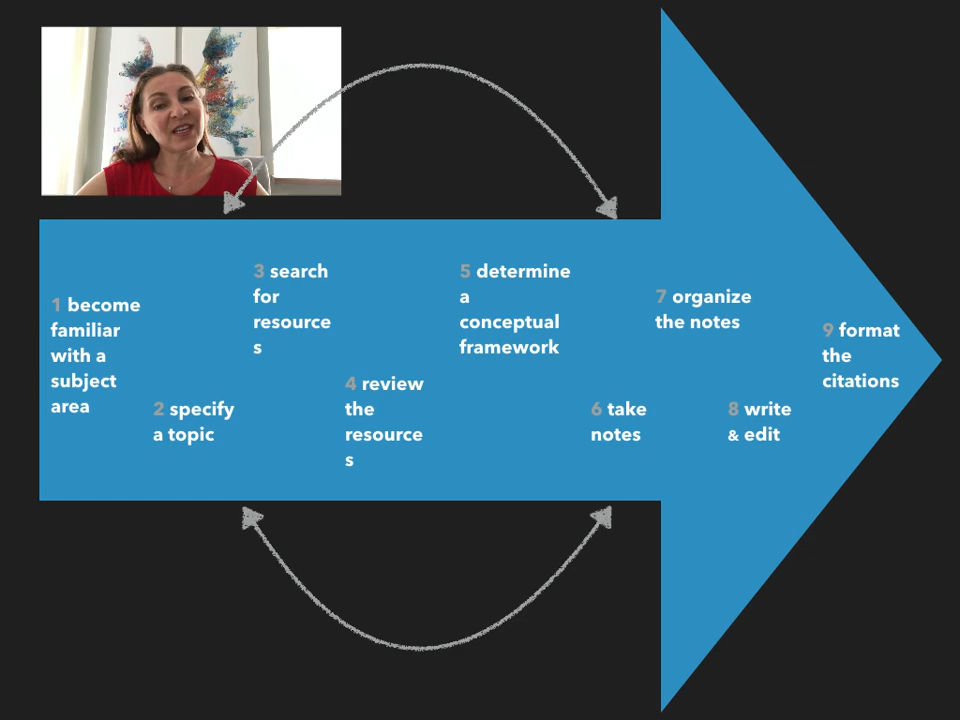 1 become
familiar
with a
subject
area
2 specify
a topic
3 search
for
resource
s
4 review
the
resource
s
5 determine
a
conceptual
framework
6 take
notes
7 organize
the notes
8 write
& edit
9 format
the
citations